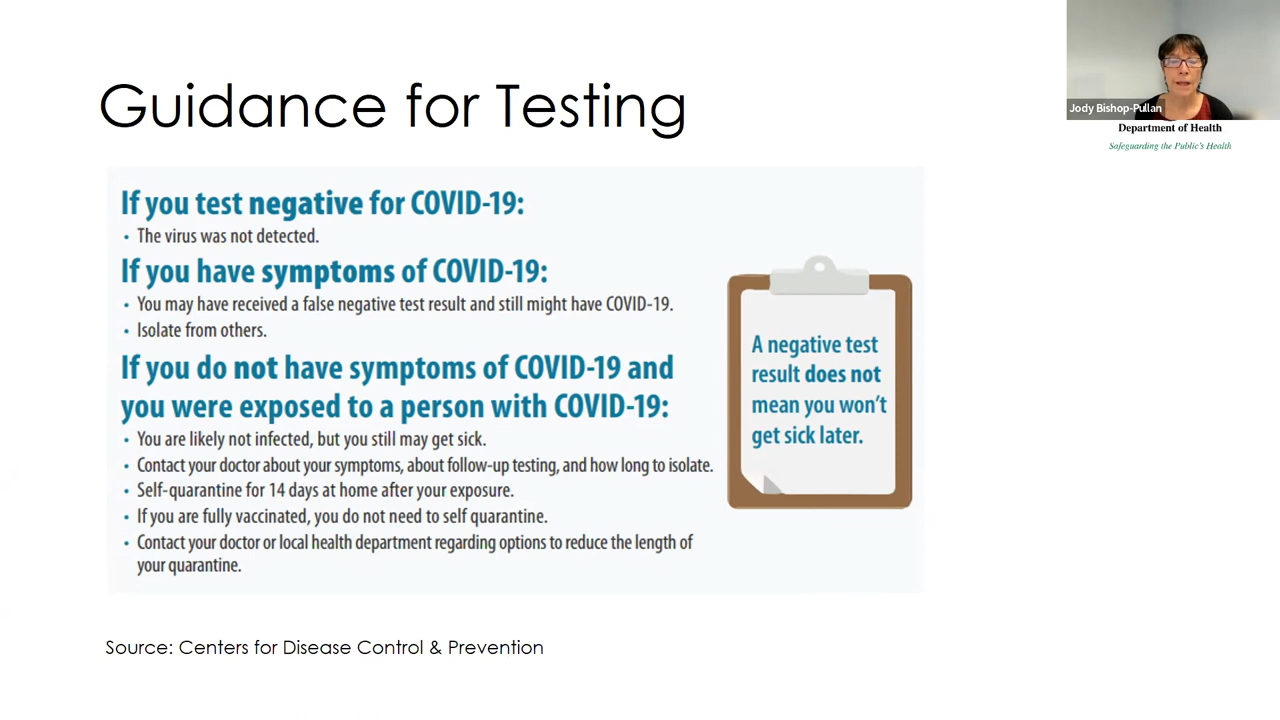 Guidance for Testing
If you test negative for COVID-19:
• The virus was not detected.
If you have symptoms of COVID-19:
• You may have received a false negative test result and still might have COVID-19.
• Isolate from others.
If you do not have symptoms of COVID-19 and
you were exposed to a person with COVID-19:
• You are likely not infected, but you still may get sick.
• Contact your doctor about your symptoms, about follow-up testing, and how long to isolate.
• Self-quarantine for 14 days at home after your exposure.
• If you are fully vaccinated, you do not need to self quarantine.
• Contact your doctor or local health department regarding options to reduce the length of
your quarantine.
A negative test
result does not
mean you won't
get sick later.
Source: Centers for Disease Control & Prevention
Jody Bishop-Pullan
Department of Health
Safeguarding the Public's Health